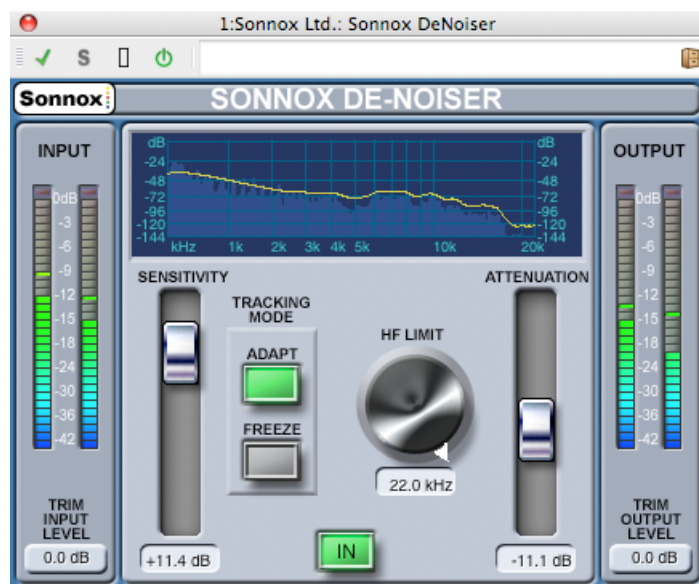 1:Sonnox Ltd.: Sonnox DeNoiser
S
Sonnox
SONNOX DE-NOISER
INPUT
0dB
-3
-6
-9
-12
-15
-18
-24
-30
-36
-42
TRIM
INPUT
LEVEL
0.0 dB
dB
-24
-48
-72
-96
-120
-144
kHz 1k 2k 3k 4k 5k 10k 20k
dB
-24
-48
-72
-96
-120
-144
SENSITIVITY
+11.4 dB
TRACKING
MODE
ADAPT
FREEZE
HF LIMIT
22.0 kHz
IN
ATTENUATION
-11.1 dB
OUTPUT
0dB
-3
-6
-9
-12
-15
-18
-24
-30
-36
-42
TRIM
OUTPUT
LEVEL
0.0 dB